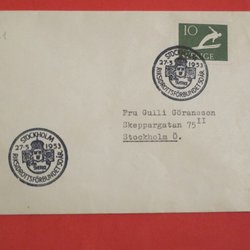 10
SVERIGE
STOCKHOLM
27-5 1953
RIKSIDROTTSFÖRBUNDET 50 ÅR
STOCKHOLM
27-5 1953
RIKSIDROTTSFÖRBUNDET 50 ÅR
Fru Gulli Göransson
Skeppargatan 75 II
Stockholm Ö.